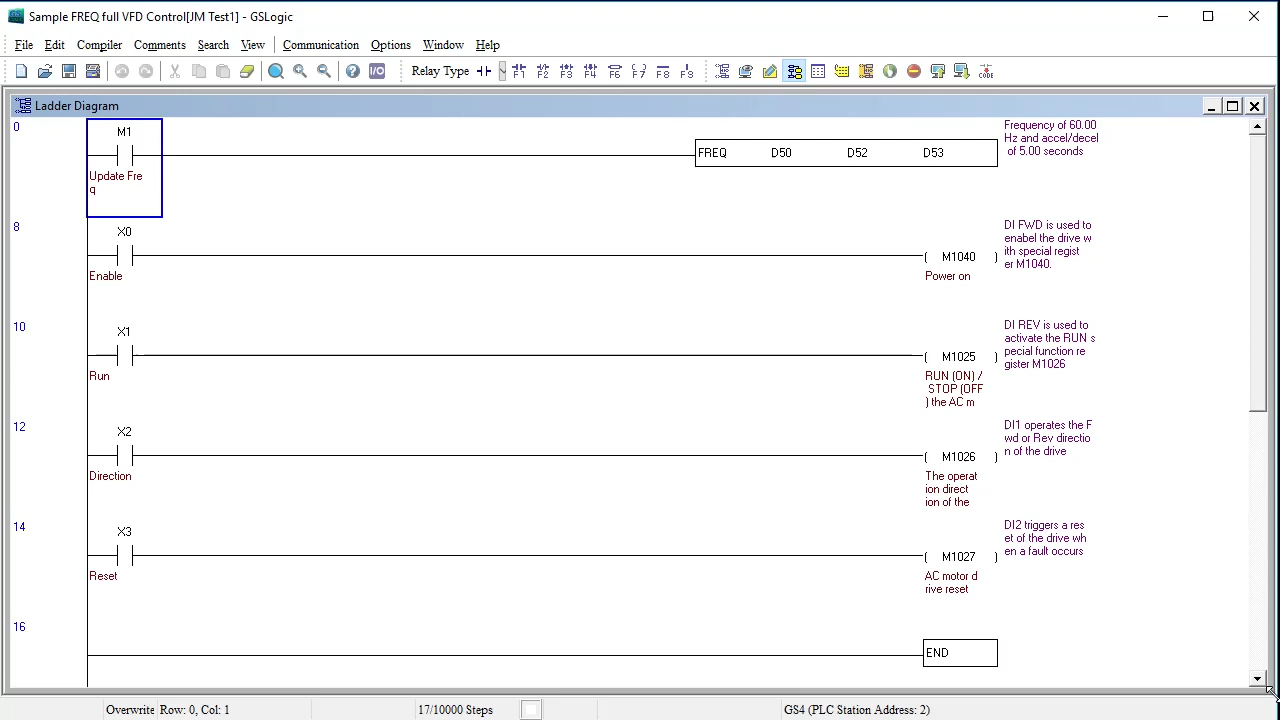 Sample FREQ full VFD Control[JM Test1] - GSLogic
File Edit Compiler Comments Search View Communication Options Window Help
Relay Type
Ladder Diagram
0
M1
Update Fre
q
FREQ D50 D52 D53
Frequency of 60.00
Hz and accel/decel
of 5.00 seconds
8
X0
Enable
( M1040 )
Power on
DI FWD is used to
enabel the drive w
ith special regist
er M1040.
10
X1
Run
( M1025 )
RUN (ON) /
STOP (OFF
) the AC m
DI REV is used to
activate the RUN s
pecial function re
gister M1026
12
X2
Direction
( M1026 )
The operat
ion direct
ion of the
DI1 operates the F
wd or Rev directio
n of the drive
14
X3
Reset
( M1027 )
AC motor d
rive reset
DI2 triggers a res
et of the drive wh
en a fault occurs
16
END
Overwrite Row: 0, Col: 1 17/10000 Steps GS4 (PLC Station Address: 2)